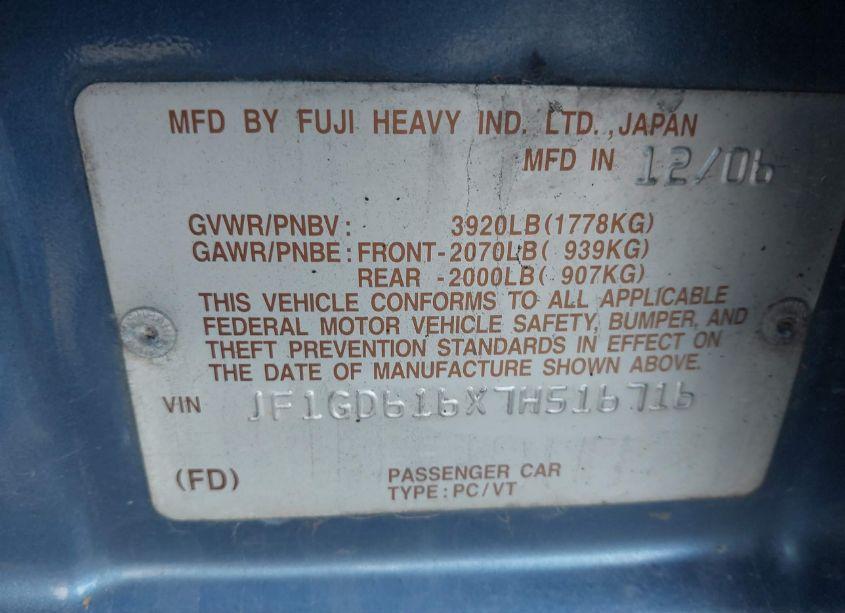 MFD BY FUJI HEAVY IND. LTD., JAPAN
MFD IN 12/06
GVWR/PNBV: 3920LB(1778KG)
GAWR/PNBE: FRONT-2070LB( 939KG)
REAR -2000LB( 907KG)
THIS VEHICLE CONFORMS TO ALL APPLICABLE
FEDERAL MOTOR VEHICLE SAFETY, BUMPER, AND
THEFT PREVENTION STANDARDS IN EFFECT ON
THE DATE OF MANUFACTURE SHOWN ABOVE.
VIN JF1GD616X7H516716
(FD) PASSENGER CAR
TYPE: PC/VT